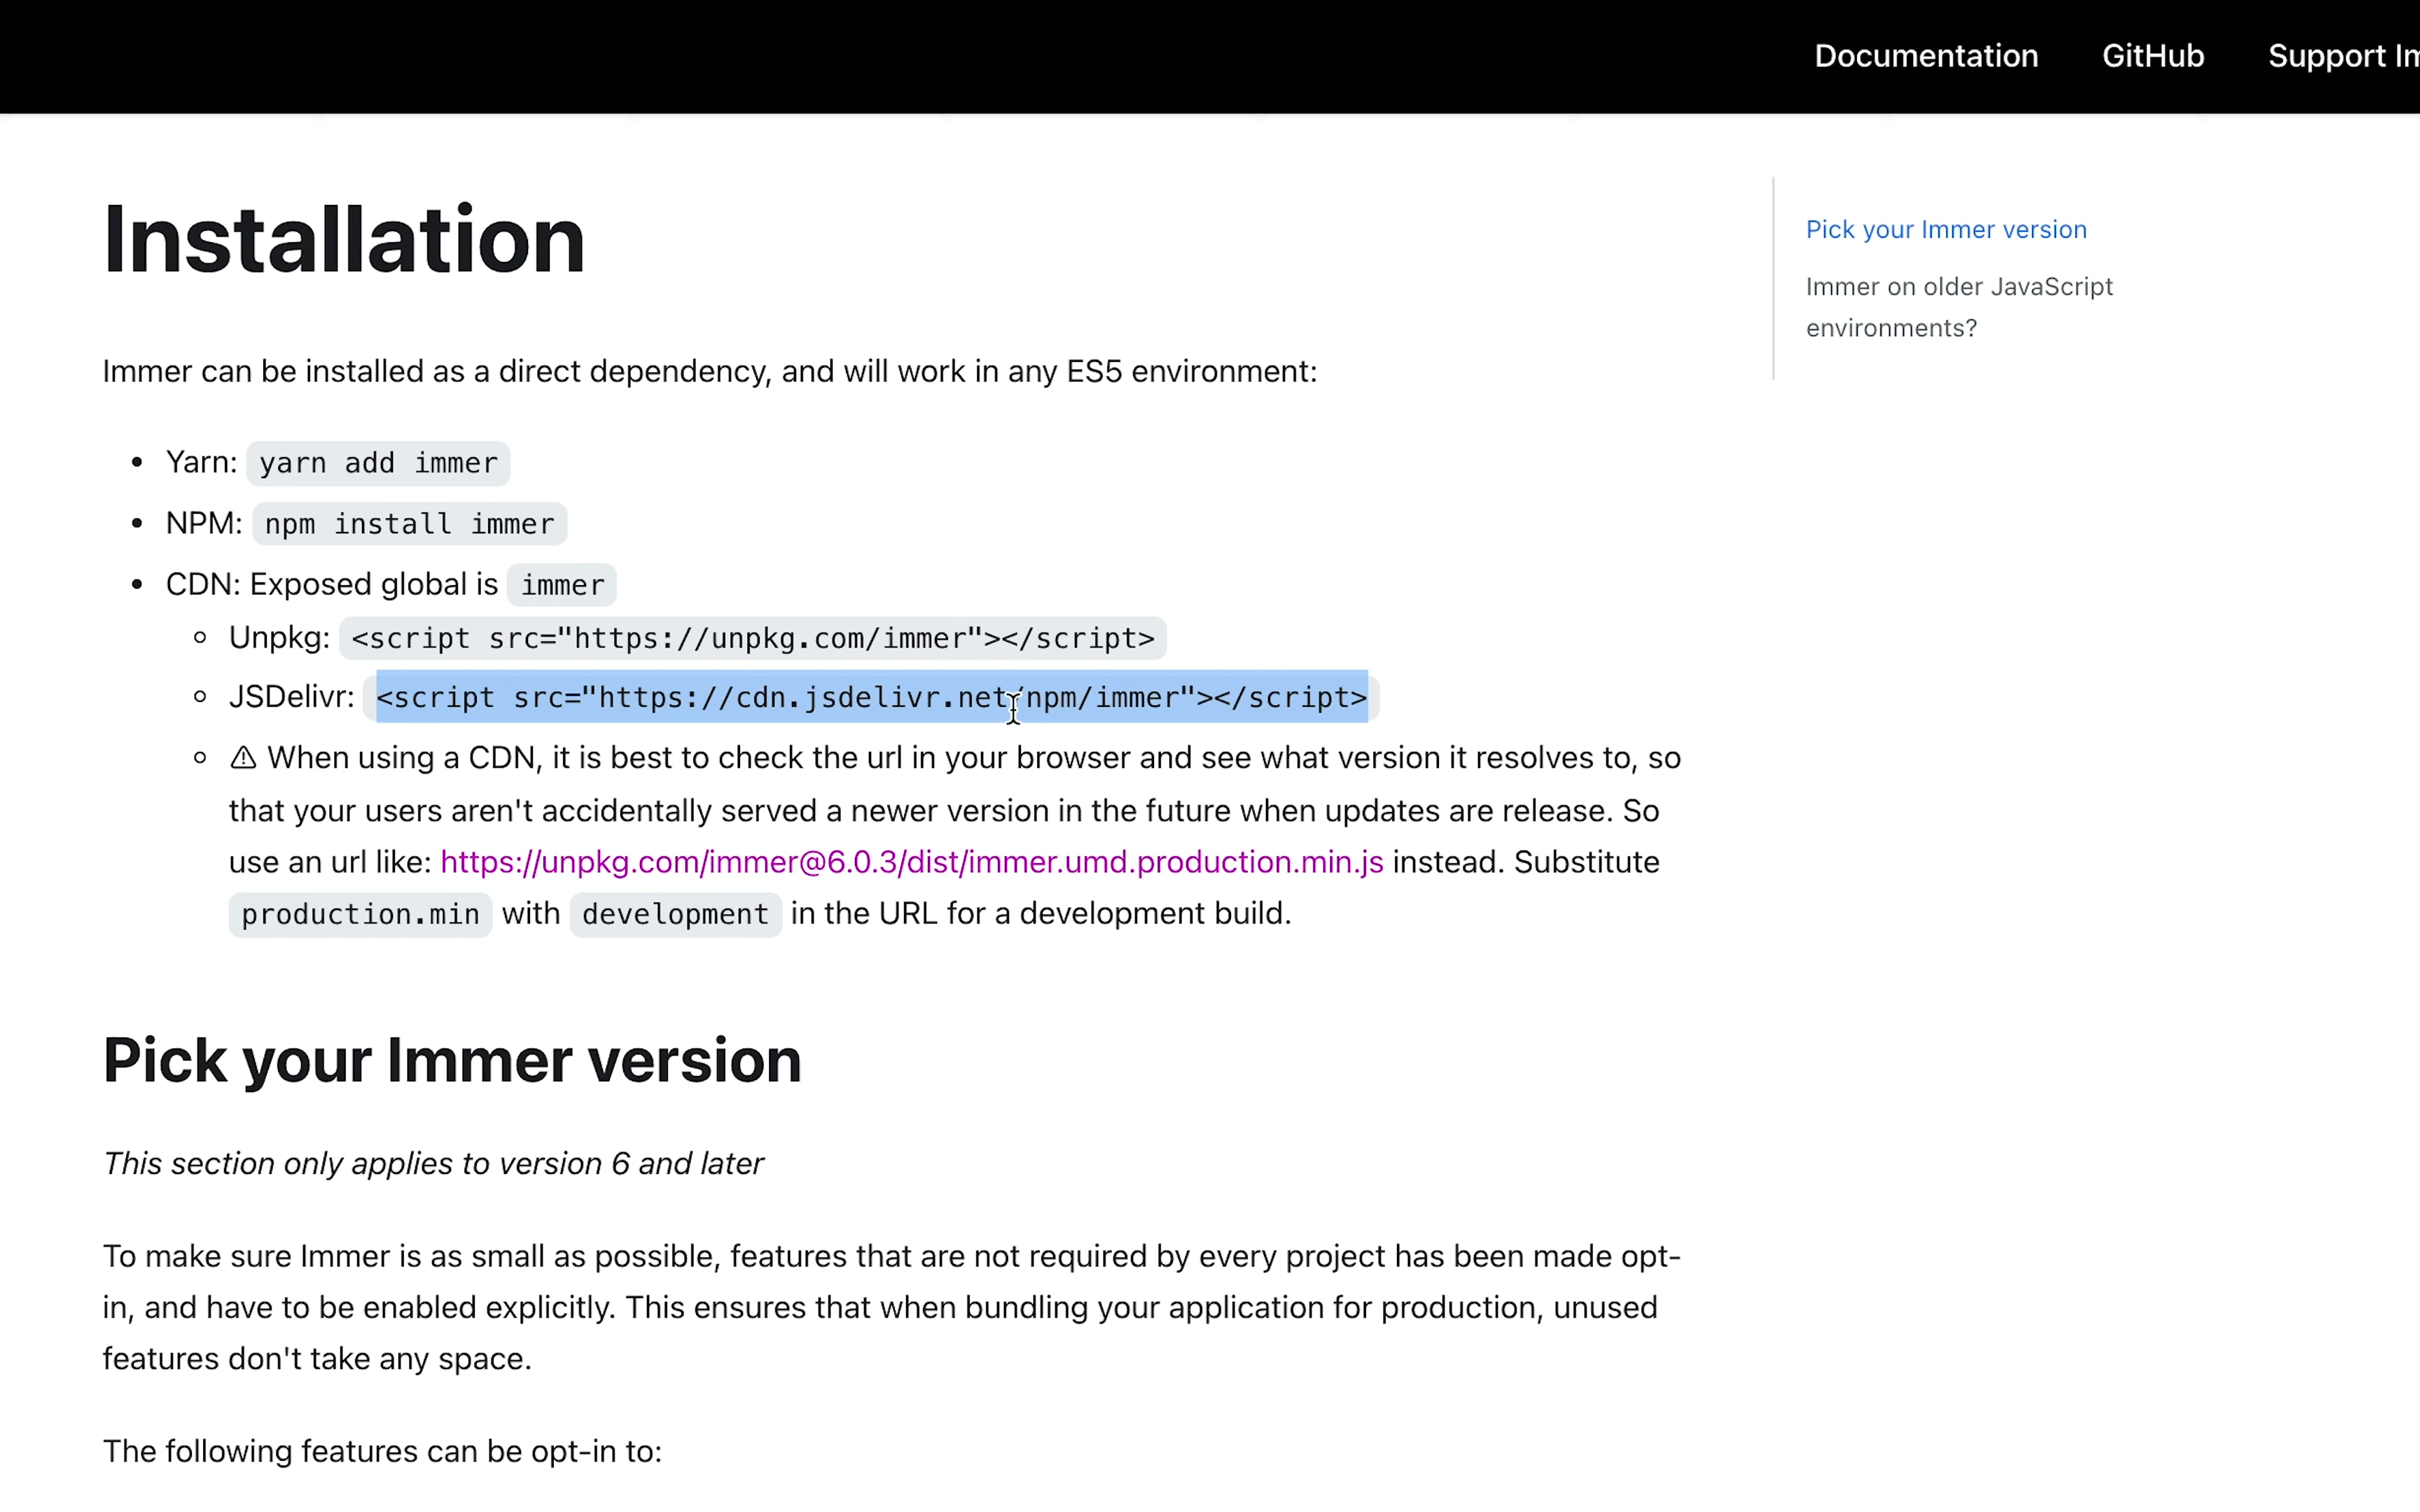 Documentation GitHub Support Im
Installation
Pick your Immer version
Immer on older JavaScript
environments?
Immer can be installed as a direct dependency, and will work in any ES5 environment:
• Yarn: yarn add immer
• NPM: npm install immer
• CDN: Exposed global is immer
◦ Unpkg: <script src="https://unpkg.com/immer"></script>
◦ JSDelivr: <script src="https://cdn.jsdelivr.net/npm/immer"></script>
◦ ⚠ When using a CDN, it is best to check the url in your browser and see what version it resolves to, so
that your users aren't accidentally served a newer version in the future when updates are release. So
use an url like: https://unpkg.com/immer@6.0.3/dist/immer.umd.production.min.js instead. Substitute
production.min with development in the URL for a development build.
Pick your Immer version
This section only applies to version 6 and later
To make sure Immer is as small as possible, features that are not required by every project has been made opt-
in, and have to be enabled explicitly. This ensures that when bundling your application for production, unused
features don't take any space.
The following features can be opt-in to: